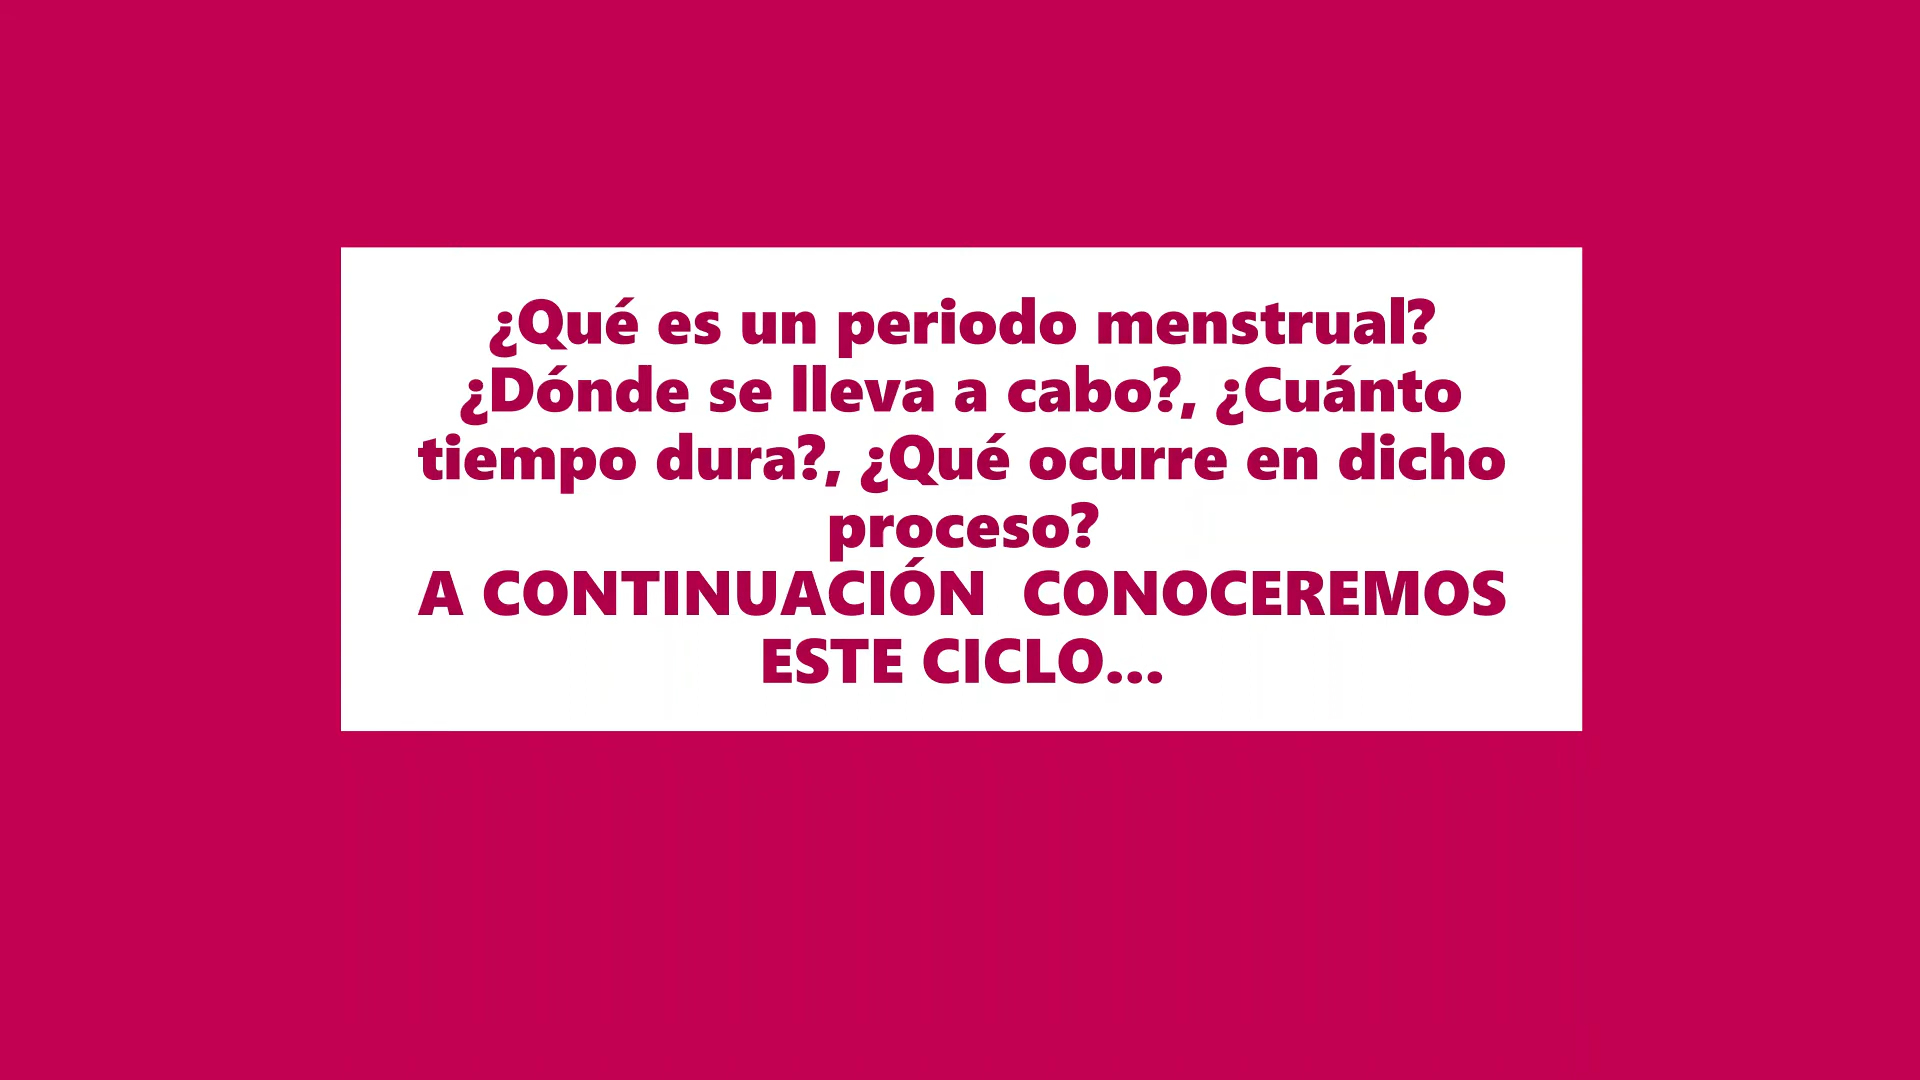 ¿Qué es un periodo menstrual?
¿Dónde se lleva a cabo?, ¿Cuánto
tiempo dura?, ¿Qué ocurre en dicho
proceso?
A CONTINUACIÓN  CONOCEREMOS
ESTE CICLO...